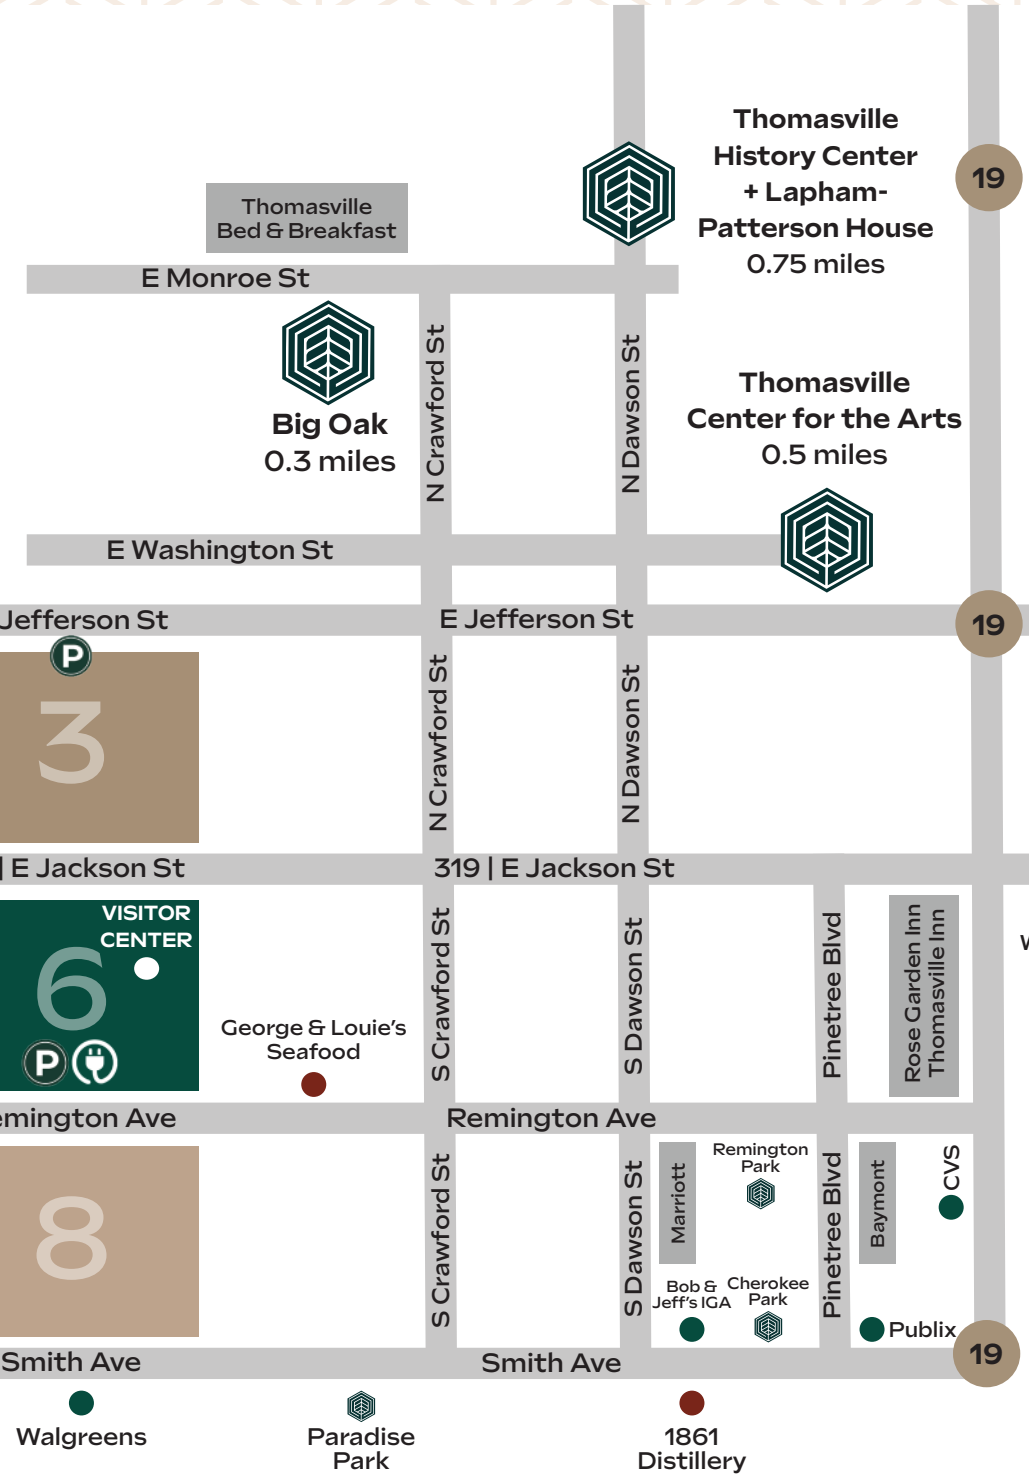 Thomasville
History Center
+ Lapham-
Patterson House
0.75 miles
19
Thomasville
Bed & Breakfast
E Monroe St
Big Oak
0.3 miles
N Crawford St
N Dawson St
Thomasville
Center for the Arts
0.5 miles
E Washington St
Jefferson St
E Jefferson St
19
P
3
N Crawford St
N Dawson St
| E Jackson St
319 | E Jackson St
VISITOR
CENTER
6
P
George & Louie's
Seafood
S Crawford St
S Dawson St
Pinetree Blvd
Rose Garden Inn
Thomasville Inn
emington Ave
Remington Ave
8
S Crawford St
S Dawson St
Marriott
Remington
Park
Pinetree Blvd
Baymont
CVS
Bob &
Jeff's IGA
Cherokee
Park
Publix
19
Smith Ave
Smith Ave
Walgreens
Paradise
Park
1861
Distillery